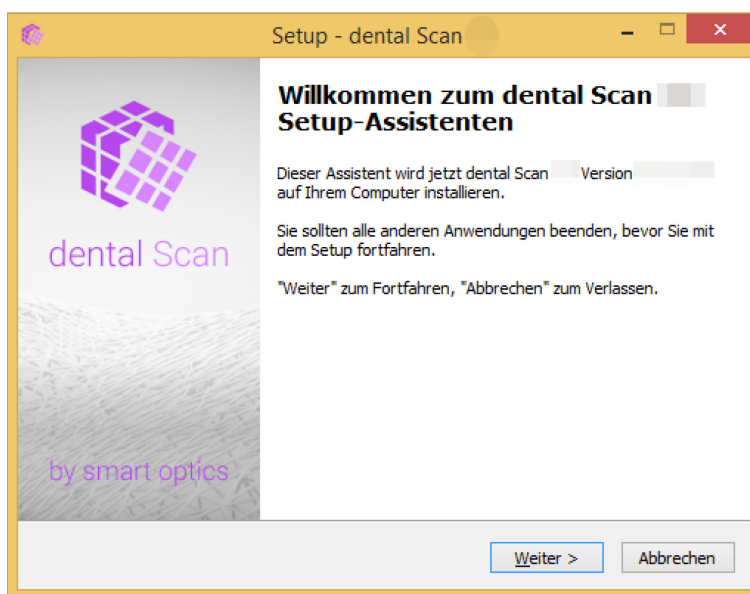 Setup - dental Scan
Willkommen zum dental Scan
Setup-Assistenten
Dieser Assistent wird jetzt dental Scan Version
auf Ihrem Computer installieren.
Sie sollten alle anderen Anwendungen beenden, bevor Sie mit
dem Setup fortfahren.
"Weiter" zum Fortfahren, "Abbrechen" zum Verlassen.
dental Scan
by smart optics
Weiter >
Abbrechen